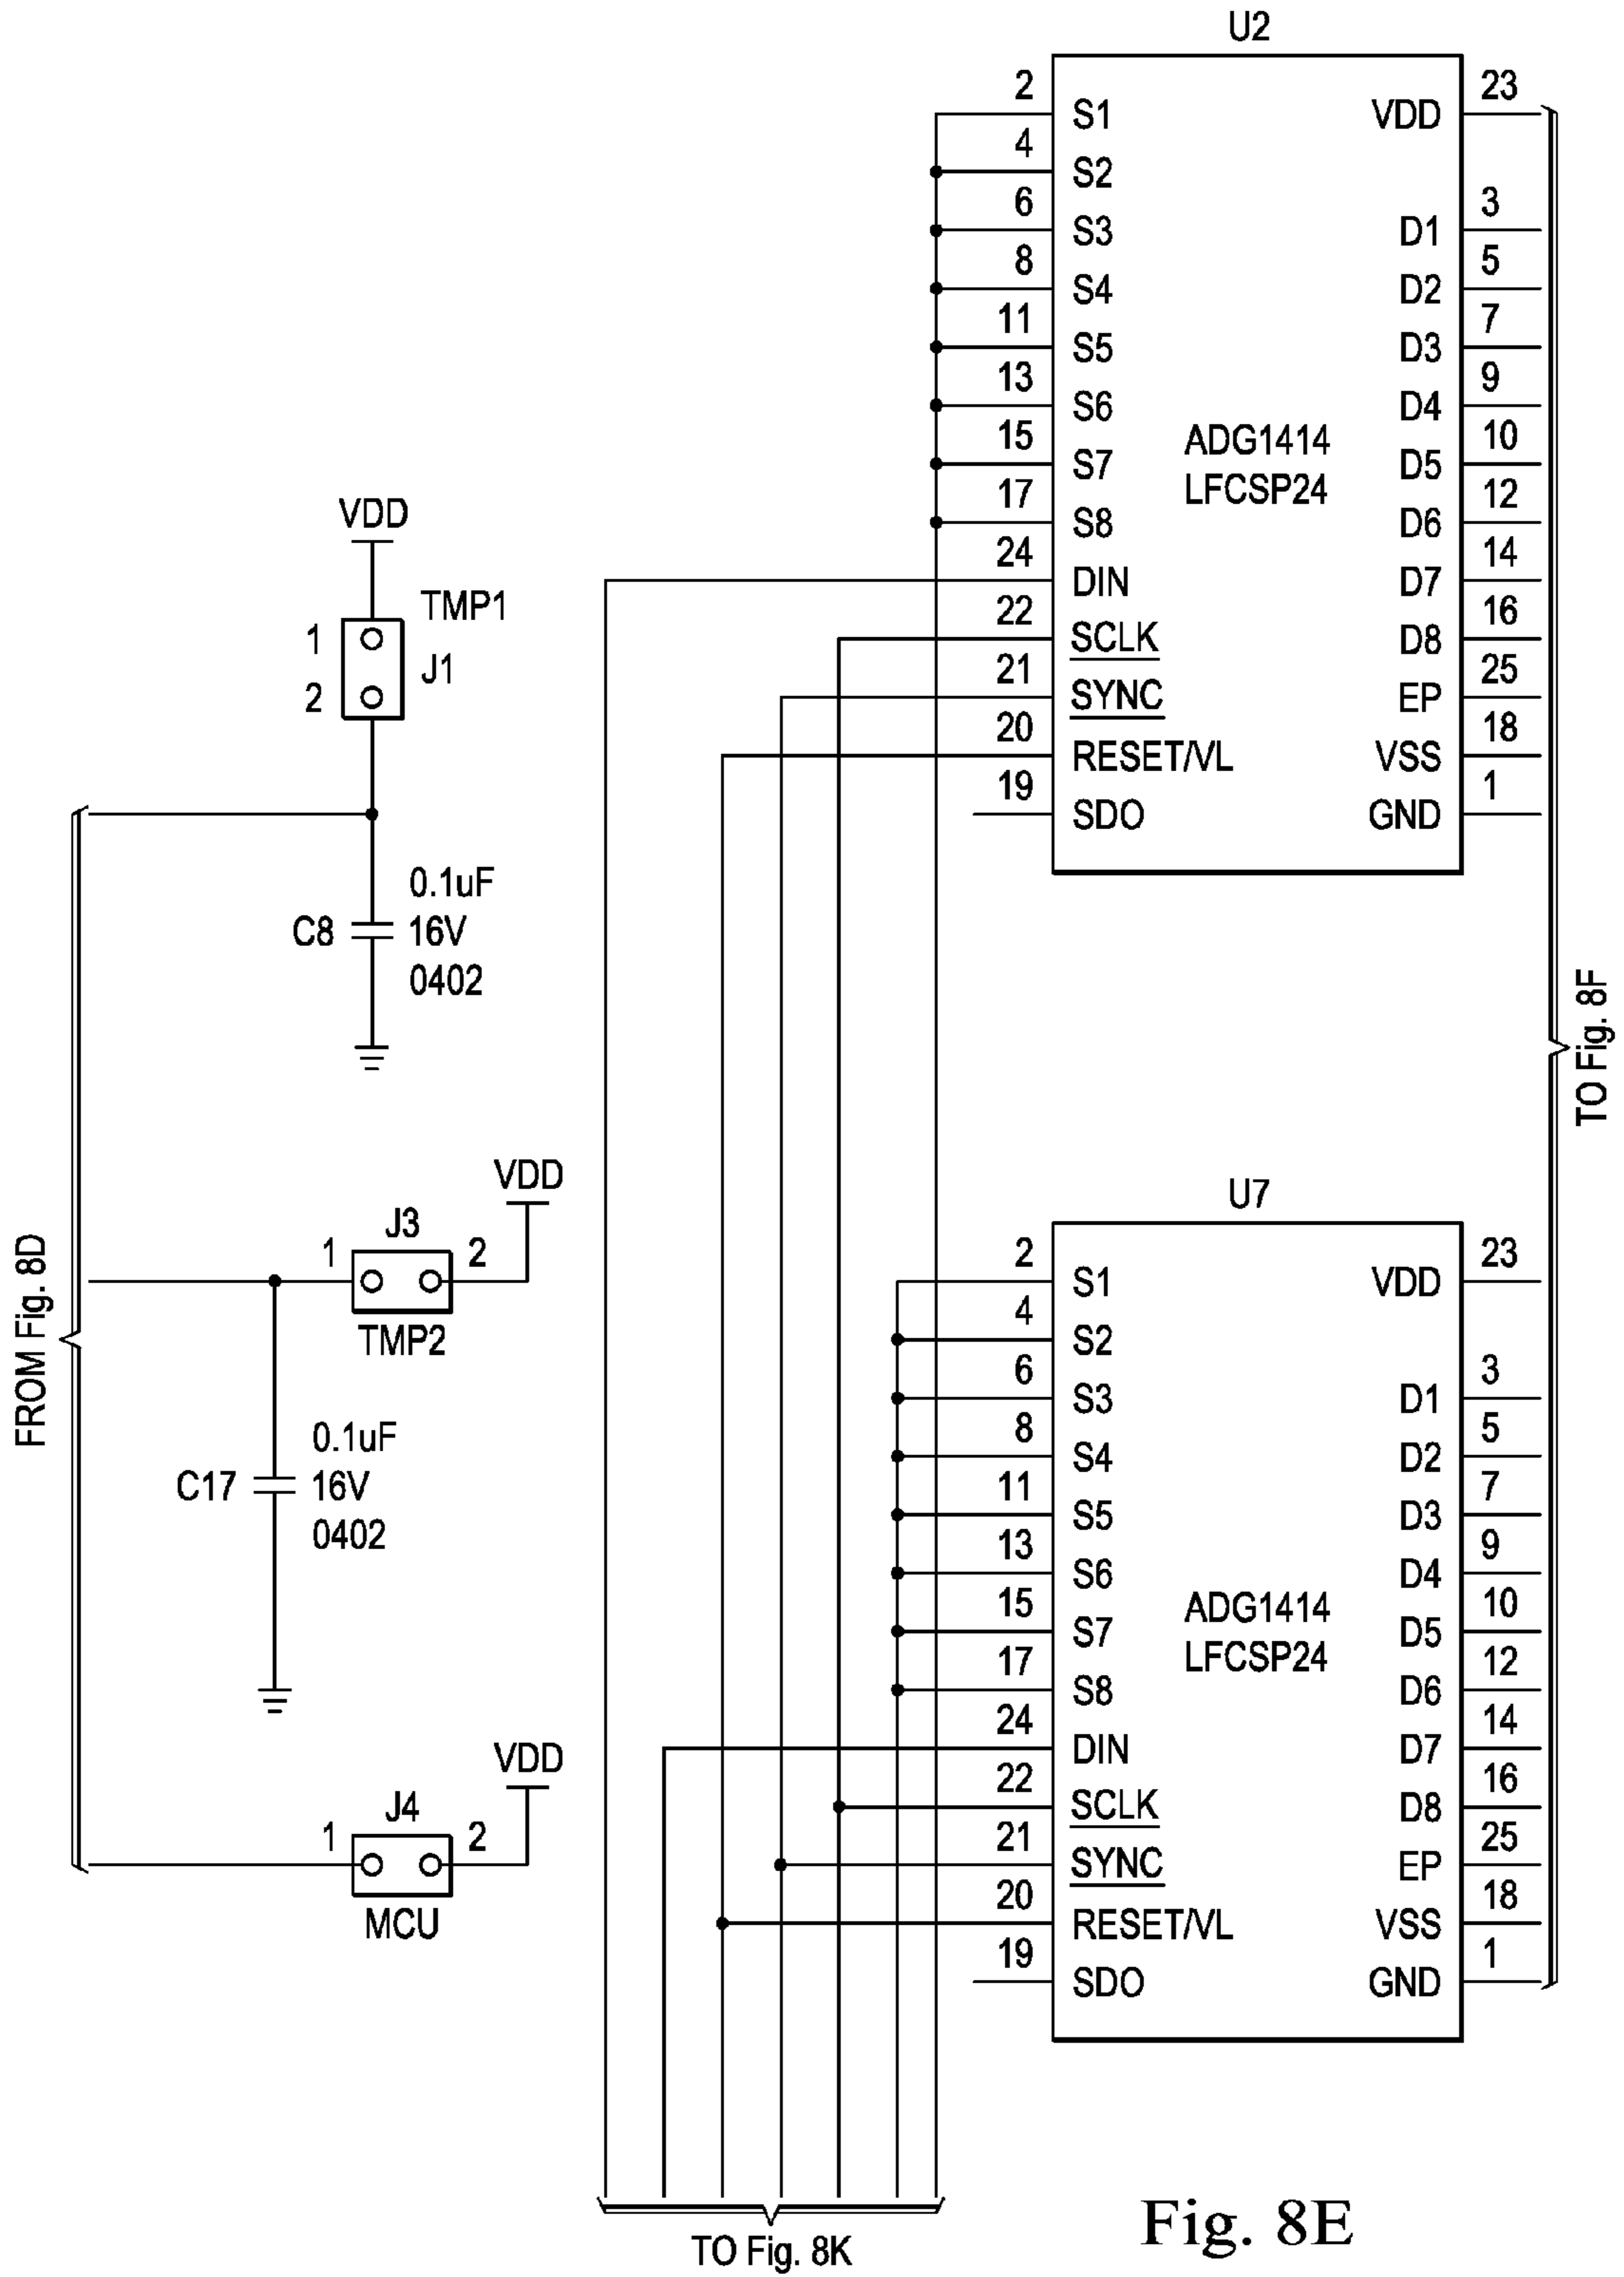 U2
2 S1 VDD 23
4 S2
6 S3 D1 3
8 S4 D2 5
11 S5 D3 7
13 S6 D4 9
15 S7 D5 10
17 S8 D6 12
24 DIN D7 14
22 SCLK D8 16
21 SYNC EP 25
20 RESET/VL VSS 18
19 SDO GND 1
ADG1414
LFCSP24
VDD
TMP1
1
J1
2
0.1uF
C8 16V
0402
TO Fig. 8F
FROM Fig. 8D
VDD
J3
1 2
TMP2
0.1uF
C17 16V
0402
VDD
J4
1 2
MCU
U7
2 S1 VDD 23
4 S2
6 S3 D1 3
8 S4 D2 5
11 S5 D3 7
13 S6 D4 9
15 S7 D5 10
17 S8 D6 12
24 DIN D7 14
22 SCLK D8 16
21 SYNC EP 25
20 RESET/VL VSS 18
19 SDO GND 1
ADG1414
LFCSP24
TO Fig. 8K
Fig. 8E